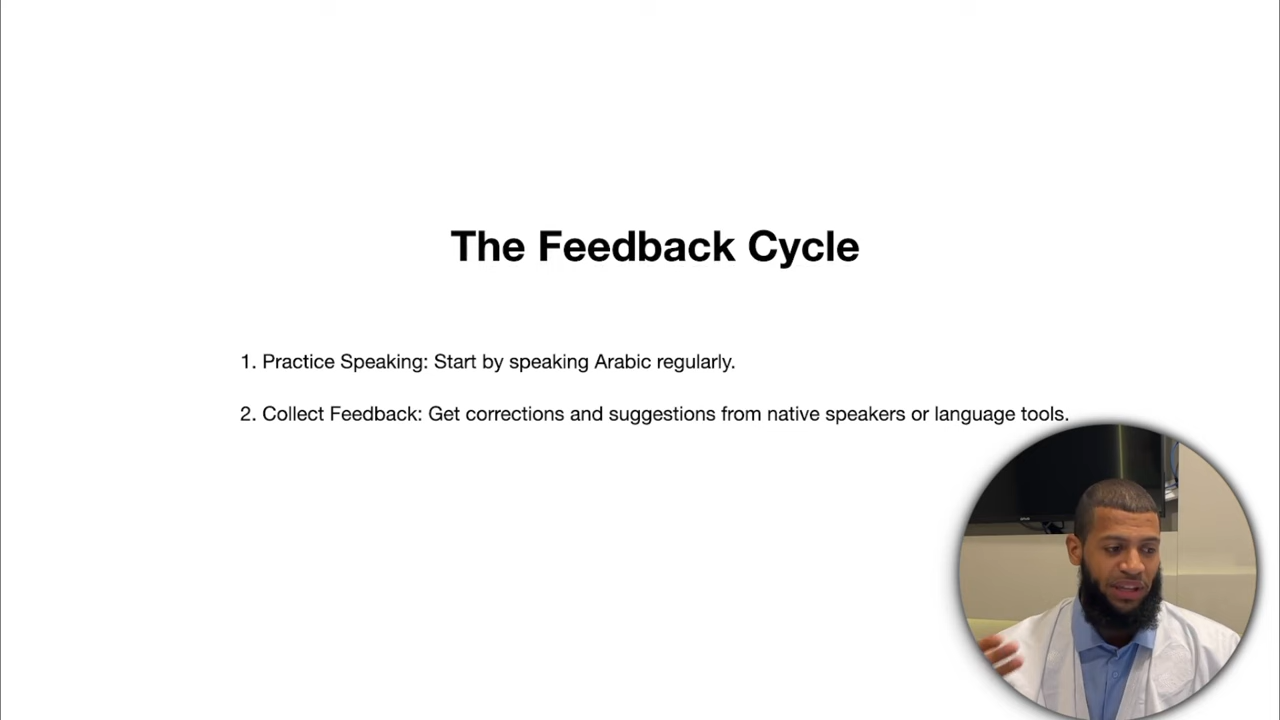 The Feedback Cycle
1. Practice Speaking: Start by speaking Arabic regularly.
2. Collect Feedback: Get corrections and suggestions from native speakers or language tools.